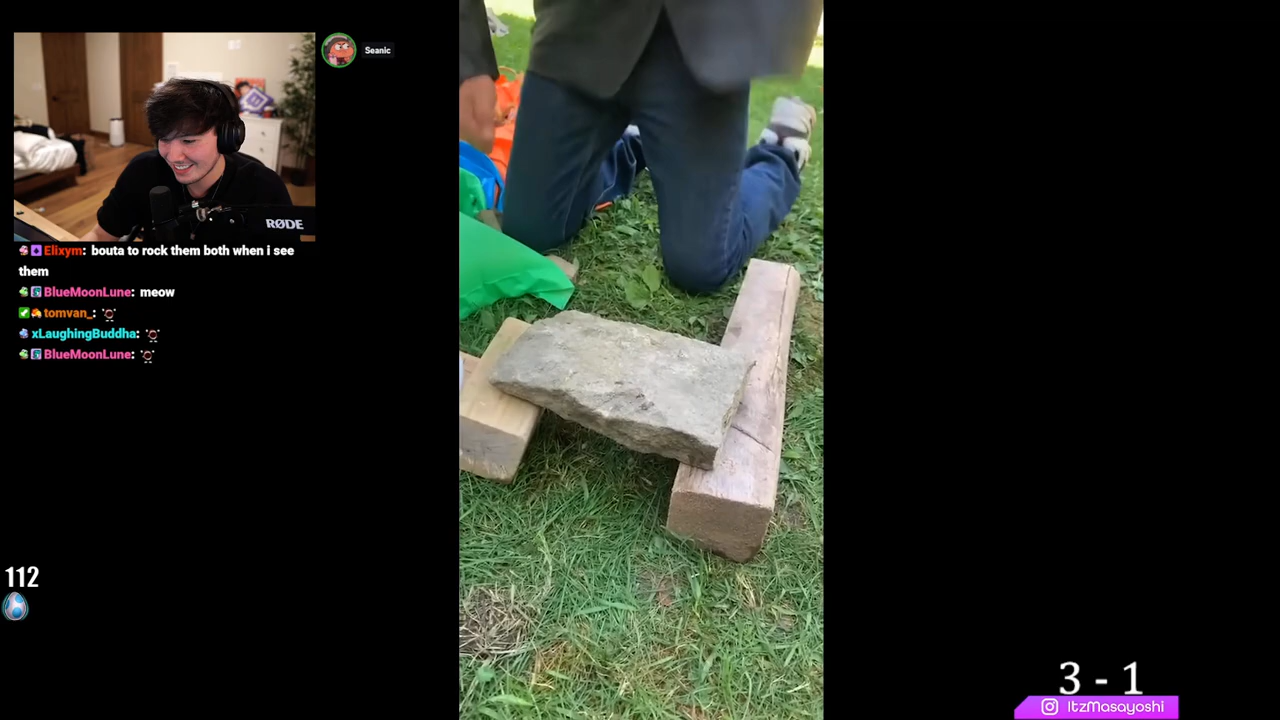 Seanic
RØDE
Elixym: bouta to rock them both when i see
them
BlueMoonLune: meow
tomvan_:
xLaughingBuddha:
BlueMoonLune:
112
3 - 1
ItzMasayoshi